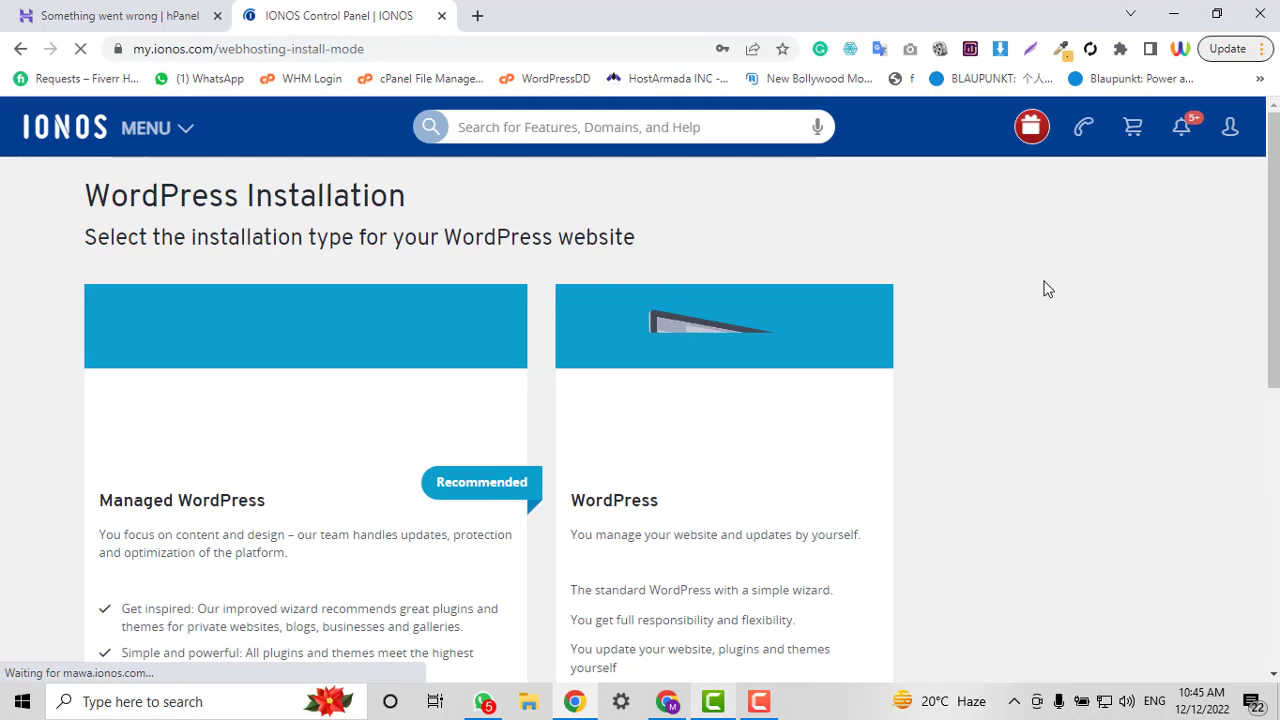 Something went wrong | hPanel
IONOS Control Panel | IONOS
my.ionos.com/webhosting-install-mode
Update
Requests – Fiverr H...
(1) WhatsApp
WHM Login
cPanel File Manage...
WordPressDD
HostArmada INC -...
New Bollywood Mo...
f
BLAUPUNKT: 个人...
Blaupunkt: Power a...
»
IONOS MENU
Search for Features, Domains, and Help
5+
WordPress Installation
Select the installation type for your WordPress website
Recommended
Managed WordPress
You focus on content and design – our team handles updates, protection
and optimization of the platform.
Get inspired: Our improved wizard recommends great plugins and
themes for private websites, blogs, businesses and galleries.
Simple and powerful: All plugins and themes meet the highest
WordPress
You manage your website and updates by yourself.
The standard WordPress with a simple wizard.
You get full responsibility and flexibility.
You update your website, plugins and themes
yourself
Waiting for mawa.ionos.com...
Type here to search
5
M
20°C Haze
ENG
10:45 AM
12/12/2022
22